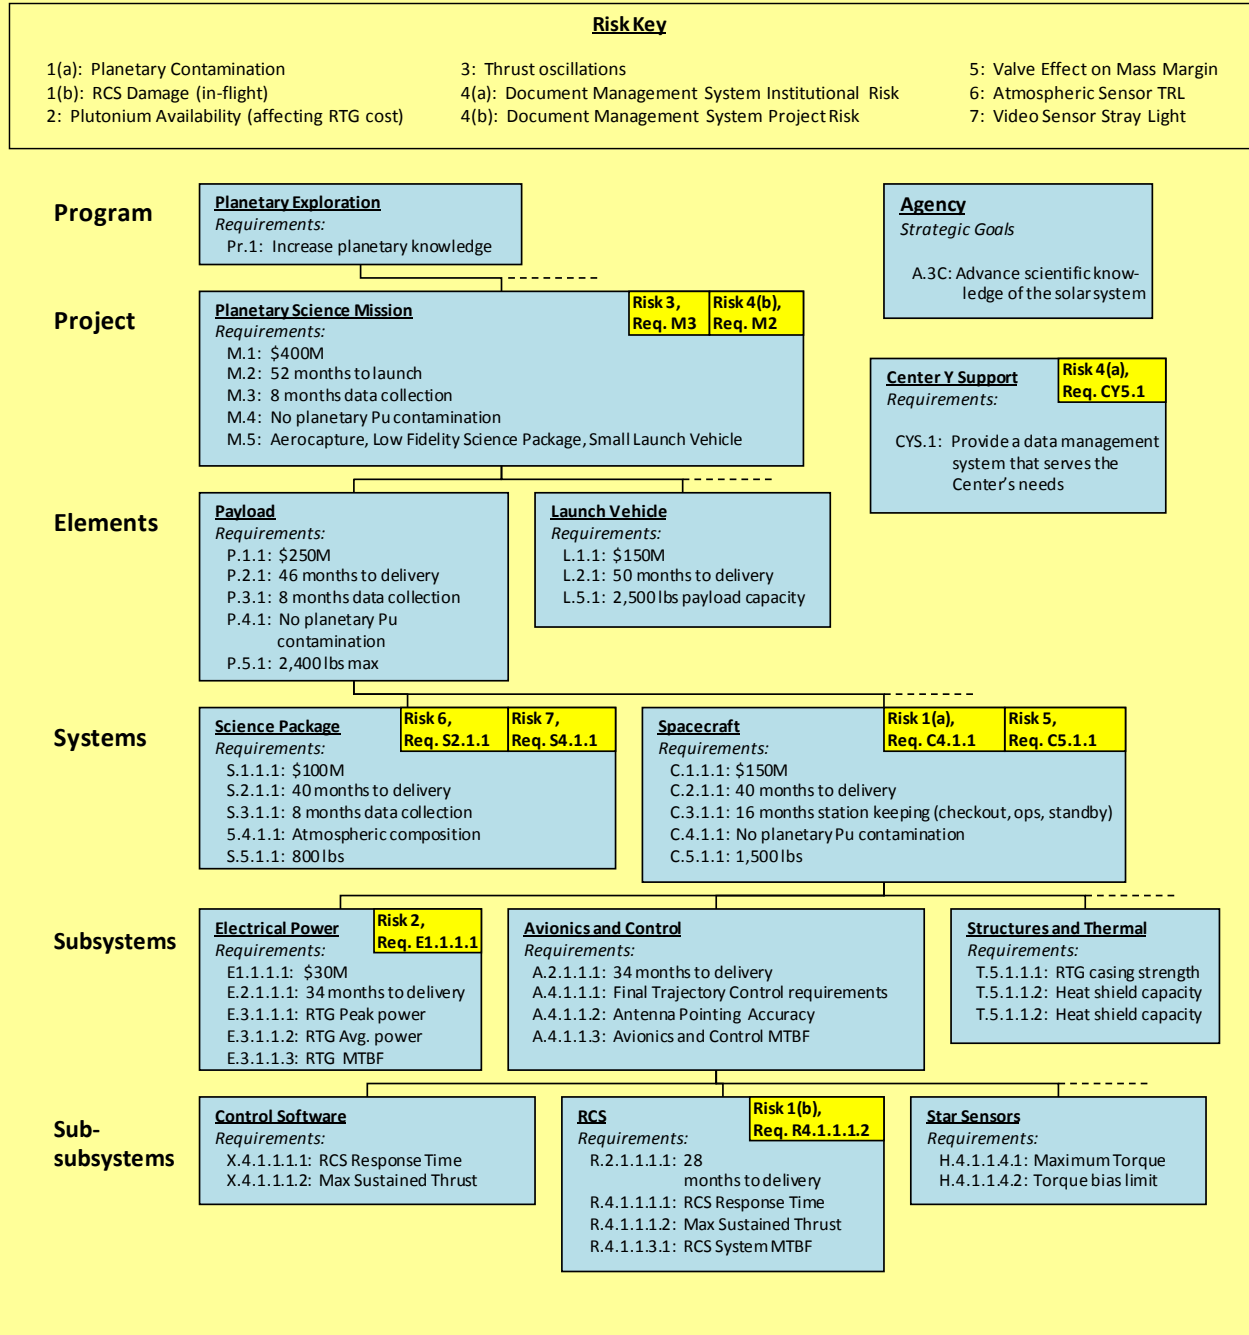 Risk Key
1(a): Planetary Contamination
1(b): RCS Damage (in-flight)
2: Plutonium Availability (affecting RTG cost)
3: Thrust oscillations
4(a): Document Management System Institutional Risk
4(b): Document Management System Project Risk
5: Valve Effect on Mass Margin
6: Atmospheric Sensor TRL
7: Video Sensor Stray Light
Program
Planetary Exploration
Requirements:
Pr.1: Increase planetary knowledge
Agency
Strategic Goals
A.3C: Advance scientific know-
ledge of the solar system
Project
Planetary Science Mission
Risk 3,
Req. M3
Risk 4(b),
Req. M2
Requirements:
M.1: $400M
M.2: 52 months to launch
M.3: 8 months data collection
M.4: No planetary Pu contamination
M.5: Aerocapture, Low Fidelity Science Package, Small Launch Vehicle
Center Y Support
Risk 4(a),
Req. CY5.1
Requirements:
CYS.1: Provide a data management
system that serves the
Center's needs
Elements
Payload
Requirements:
P.1.1: $250M
P.2.1: 46 months to delivery
P.3.1: 8 months data collection
P.4.1: No planetary Pu
contamination
P.5.1: 2,400 lbs max
Launch Vehicle
Requirements:
L.1.1: $150M
L.2.1: 50 months to delivery
L.5.1: 2,500 lbs payload capacity
Systems
Science Package
Risk 6,
Req. S2.1.1
Risk 7,
Req. S4.1.1
Requirements:
S.1.1.1: $100M
S.2.1.1: 40 months to delivery
S.3.1.1: 8 months data collection
5.4.1.1: Atmospheric composition
S.5.1.1: 800 lbs
Spacecraft
Risk 1(a),
Req. C4.1.1
Risk 5,
Req. C5.1.1
Requirements:
C.1.1.1: $150M
C.2.1.1: 40 months to delivery
C.3.1.1: 16 months station keeping (checkout, ops, standby)
C.4.1.1: No planetary Pu contamination
C.5.1.1: 1,500 lbs
Subsystems
Electrical Power
Risk 2,
Req. E1.1.1.1
Requirements:
E1.1.1.1: $30M
E.2.1.1.1: 34 months to delivery
E.3.1.1.1: RTG Peak power
E.3.1.1.2: RTG Avg. power
E.3.1.1.3: RTG MTBF
Avionics and Control
Requirements:
A.2.1.1.1: 34 months to delivery
A.4.1.1.1: Final Trajectory Control requirements
A.4.1.1.2: Antenna Pointing Accuracy
A.4.1.1.3: Avionics and Control MTBF
Structures and Thermal
Requirements:
T.5.1.1.1: RTG casing strength
T.5.1.1.2: Heat shield capacity
T.5.1.1.2: Heat shield capacity
Sub-
subsystems
Control Software
Requirements:
X.4.1.1.1.1: RCS Response Time
X.4.1.1.1.2: Max Sustained Thrust
RCS
Risk 1(b),
Req. R4.1.1.1.2
Requirements:
R.2.1.1.1.1: 28
months to delivery
R.4.1.1.1.1: RCS Response Time
R.4.1.1.1.2: Max Sustained Thrust
R.4.1.1.3.1: RCS System MTBF
Star Sensors
Requirements:
H.4.1.1.4.1: Maximum Torque
H.4.1.1.4.2: Torque bias limit